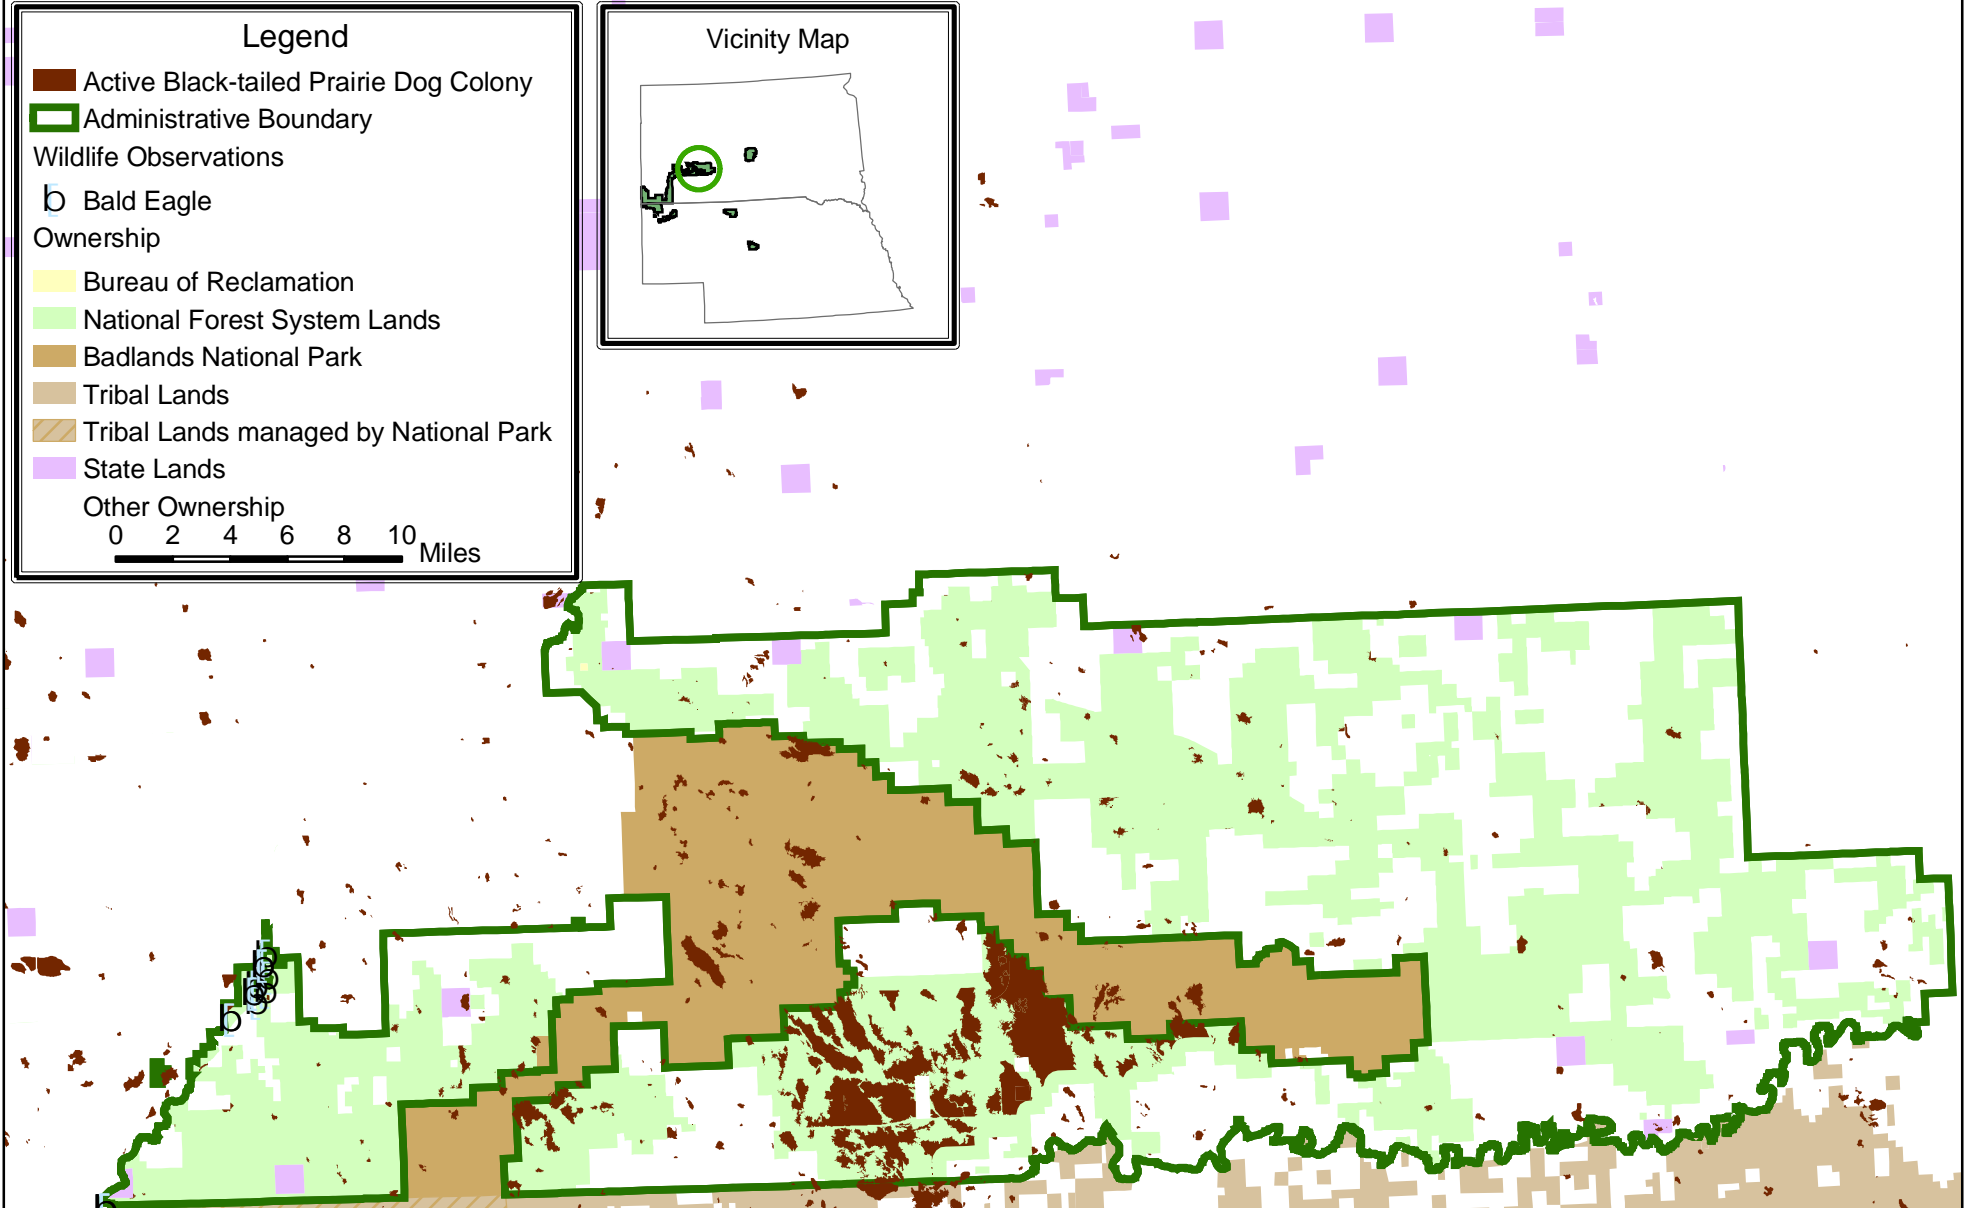 Legend
Active Black-tailed Prairie Dog Colony
Administrative Boundary
Wildlife Observations
b Bald Eagle
Ownership
Bureau of Reclamation
National Forest System Lands
Badlands National Park
Tribal Lands
Tribal Lands managed by National Park
State Lands
Other Ownership
0 2 4 6 8 10
Miles
Vicinity Map
b
b
b
b
b
b
b
b